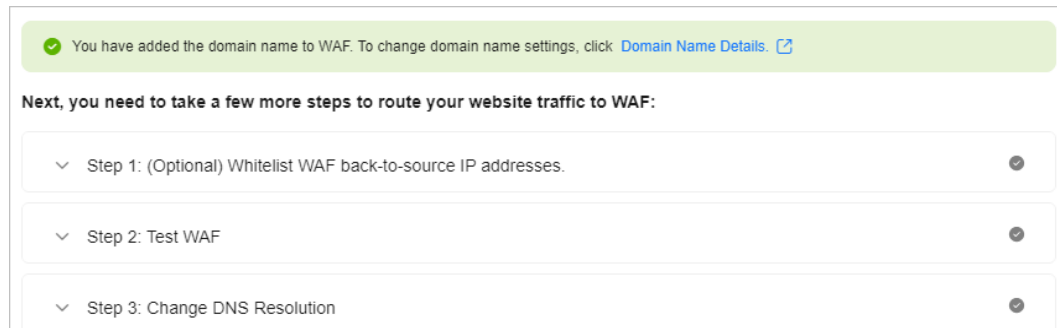 You have added the domain name to WAF. To change domain name settings, click Domain Name Details.
Next, you need to take a few more steps to route your website traffic to WAF:
Step 1: (Optional) Whitelist WAF back-to-source IP addresses.
Step 2: Test WAF
Step 3: Change DNS Resolution